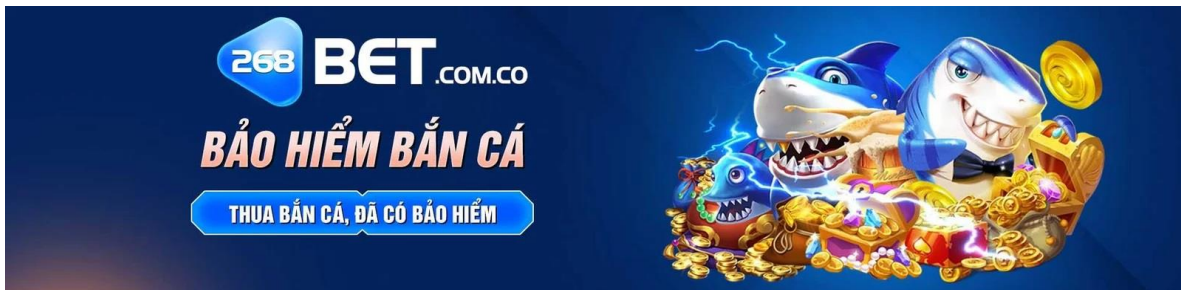 268 BET.COM.CO
BẢO HIỂM BẮN CÁ
THUA BẮN CÁ, ĐÃ CÓ BẢO HIỂM